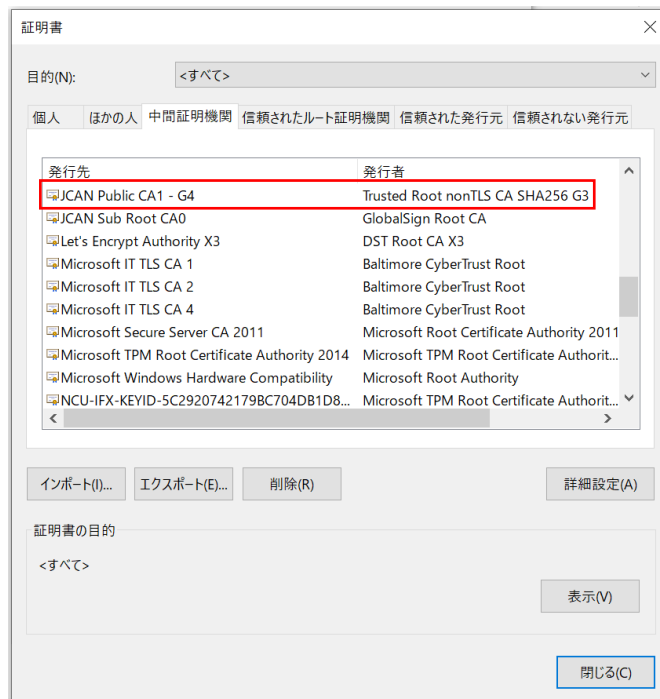 証明書
目的(N): <すべて>
個人 ほかの人 中間証明機関 信頼されたルート証明機関 信頼された発行元 信頼されない発行元
発行先 発行者
JCAN Public CA1 - G4 Trusted Root nonTLS CA SHA256 G3
JCAN Sub Root CA0 GlobalSign Root CA
Let's Encrypt Authority X3 DST Root CA X3
Microsoft IT TLS CA 1 Baltimore CyberTrust Root
Microsoft IT TLS CA 2 Baltimore CyberTrust Root
Microsoft IT TLS CA 4 Baltimore CyberTrust Root
Microsoft Secure Server CA 2011 Microsoft Root Certificate Authority 2011
Microsoft TPM Root Certificate Authority 2014 Microsoft TPM Root Certificate Authorit...
Microsoft Windows Hardware Compatibility Microsoft Root Authority
NCU-IFX-KEYID-5C2920742179BC704DB1D8... Microsoft TPM Root Certificate Authorit...
インポート(I)... エクスポート(E)... 削除(R) 詳細設定(A)
証明書の目的
<すべて>
表示(V)
閉じる(C)